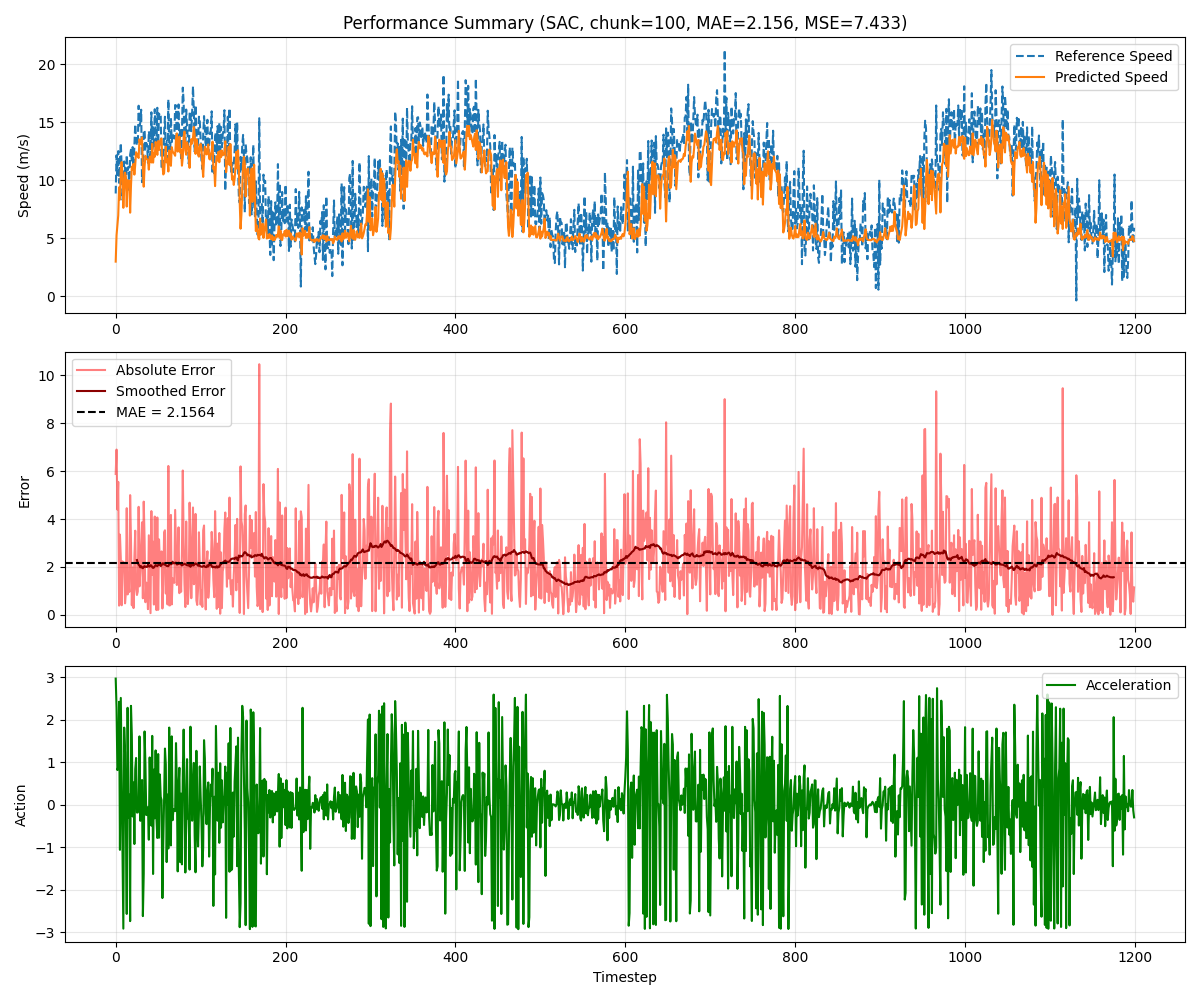 Performance Summary (SAC, chunk=100, MAE=2.156, MSE=7.433)
Speed (m/s)
20
15
10
5
0
Reference Speed
Predicted Speed
0 200 400 600 800 1000 1200
Error
10
8
6
4
2
0
Absolute Error
Smoothed Error
MAE = 2.1564
0 200 400 600 800 1000 1200
Action
3
2
1
0
−1
−2
−3
Acceleration
0 200 400 600 800 1000 1200
Timestep